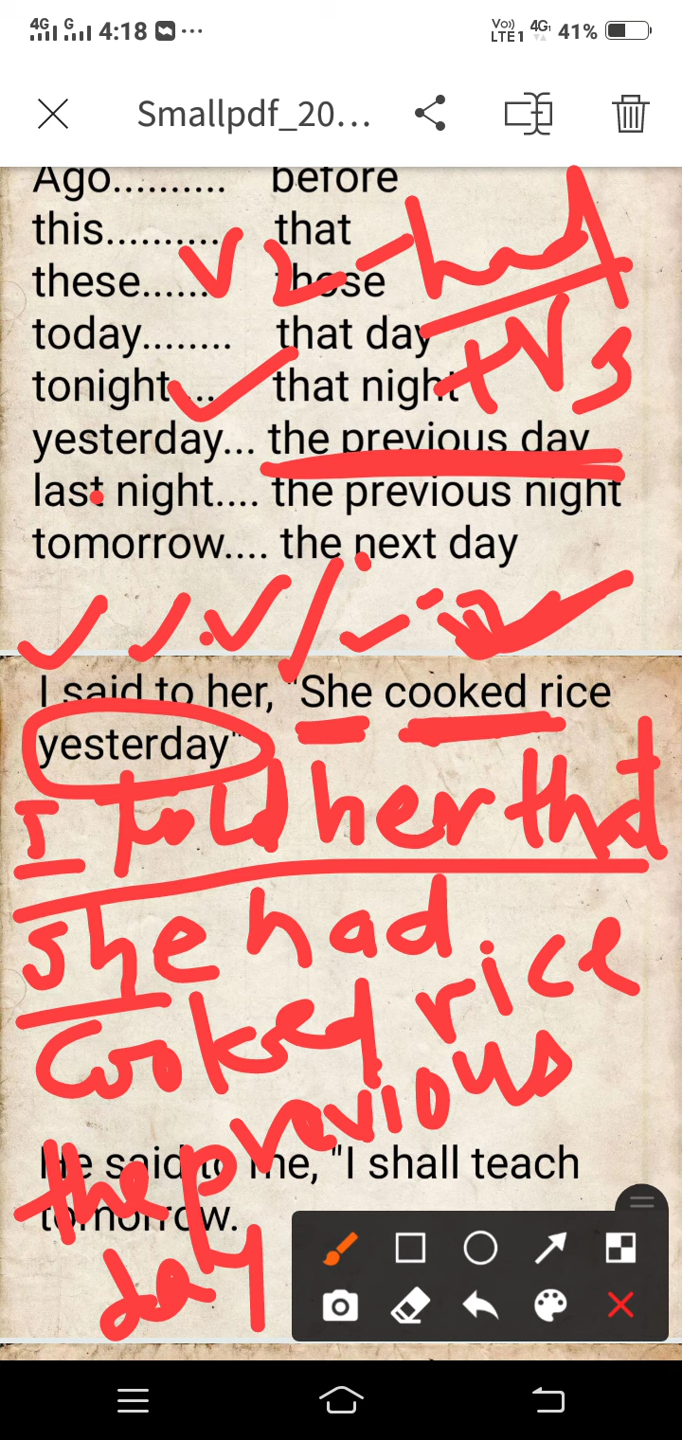 4G G 4:18 ... Vo)) LTE1 4G 41%
Smallpdf_20...
Ago.......... before
this.......... that
these...... those
V2-had
today........ that day
+V3
tonight.... that night
yesterday... the previous day
last night.... the previous night
tomorrow.... the next day
I said to her, "She cooked rice
yesterday"
I told her that
she had
cooked rice
the previous
day
He said to me, "I shall teach
tomorrow.